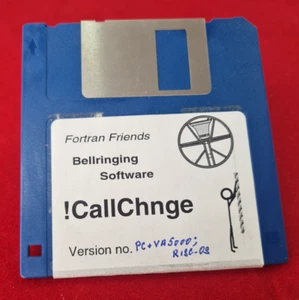 Fortran Friends
Bellringing
Software
!CallChnge
Version no. PC + VA5000;
RISC-OS